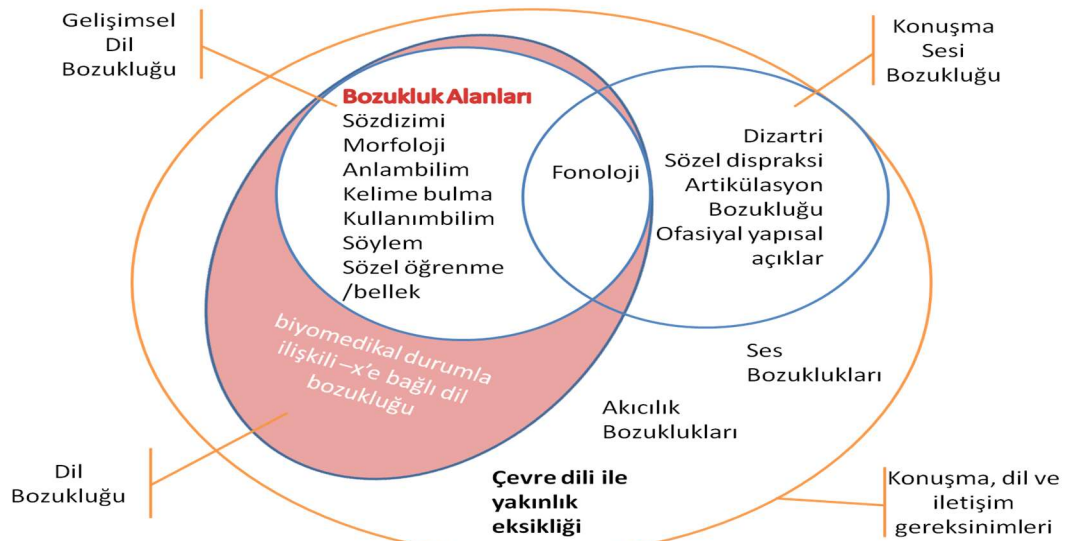 Gelişimsel
Dil
Bozukluğu
Konuşma
Sesi
Bozukluğu
Bozukluk Alanları
Sözdizimi
Morfoloji
Anlambilim
Kelime bulma
Kullanımbilim
Söylem
Sözel öğrenme
/bellek
Fonoloji
Dizartri
Sözel dispraksi
Artikülasyon
Bozukluğu
Ofasiyal yapısal
açıklar
biyomedikal durumla
ilişkili –x’e bağlı dil
bozukluğu
Ses
Bozuklukları
Akıcılık
Bozuklukları
Dil
Bozukluğu
Çevre dili ile
yakınlık
eksikliği
Konuşma, dil ve
iletişim
gereksinimleri